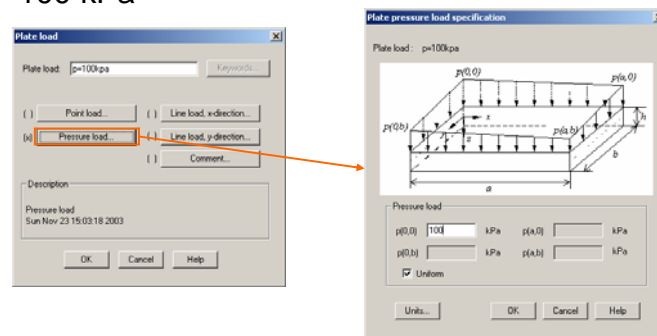 Plate load
Plate load: p=100kpa Keywords...
( ) Point load... ( ) Line load, x-direction...
[x] Pressure load... ( ) Line load, y-direction...
( ) Comment...
Description
Pressure load
Sun Nov 23 15:03:18 2003
OK Cancel Help
Plate pressure load specification
Plate load: p=100kpa
p(0,0) p(a,0)
p(0,b) x p(a,b) h
z b
a
Pressure load
p(0,0) 100 kPa p(a,0) kPa
p(0,b) kPa p(a,b) kPa
Uniform
Units... OK Cancel Help